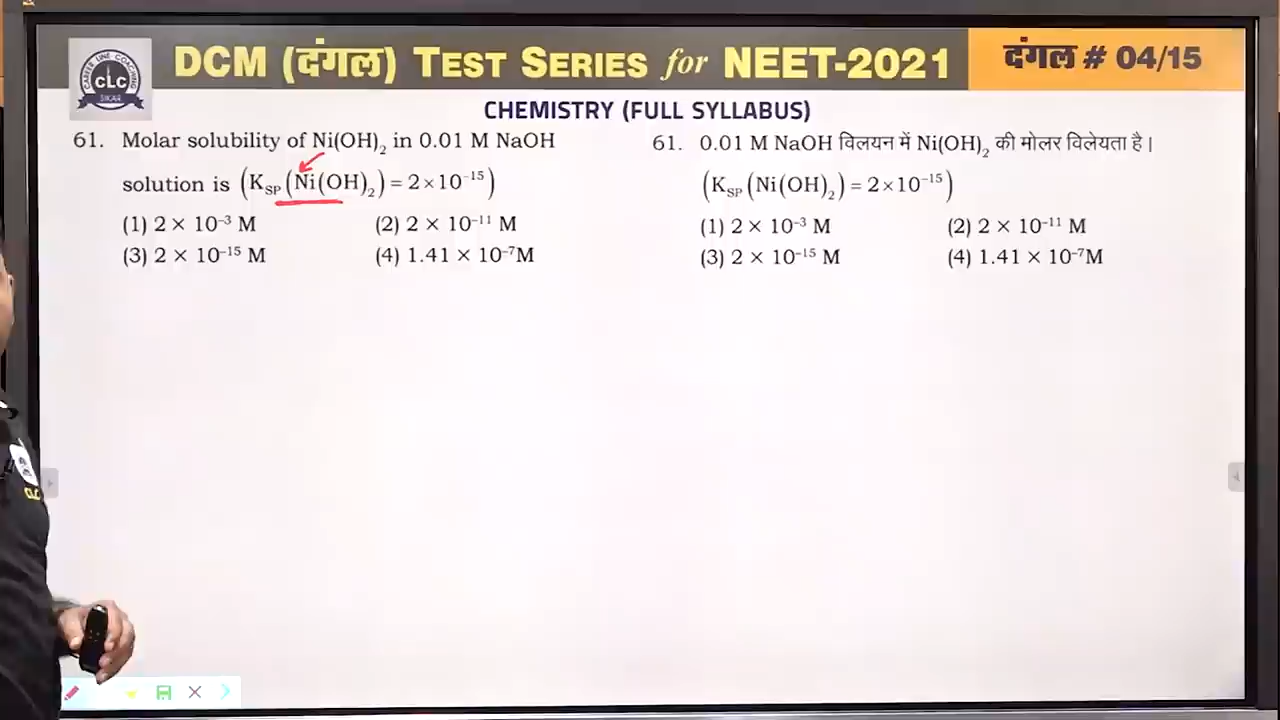 DCM (दंगल) TEST SERIES for NEET-2021
दंगल # 04/15
CAREER LINE COACHING
CLC
SIKAR
CHEMISTRY (FULL SYLLABUS)
61. Molar solubility of Ni(OH)₂ in 0.01 M NaOH
solution is (K_SP(Ni(OH)₂) = 2×10⁻¹⁵)
(1) 2 × 10⁻³ M (2) 2 × 10⁻¹¹ M
(3) 2 × 10⁻¹⁵ M (4) 1.41 × 10⁻⁷M
61. 0.01 M NaOH विलयन में Ni(OH)₂ की मोलर विलेयता है।
(K_SP(Ni(OH)₂) = 2×10⁻¹⁵)
(1) 2 × 10⁻³ M (2) 2 × 10⁻¹¹ M
(3) 2 × 10⁻¹⁵ M (4) 1.41 × 10⁻⁷M